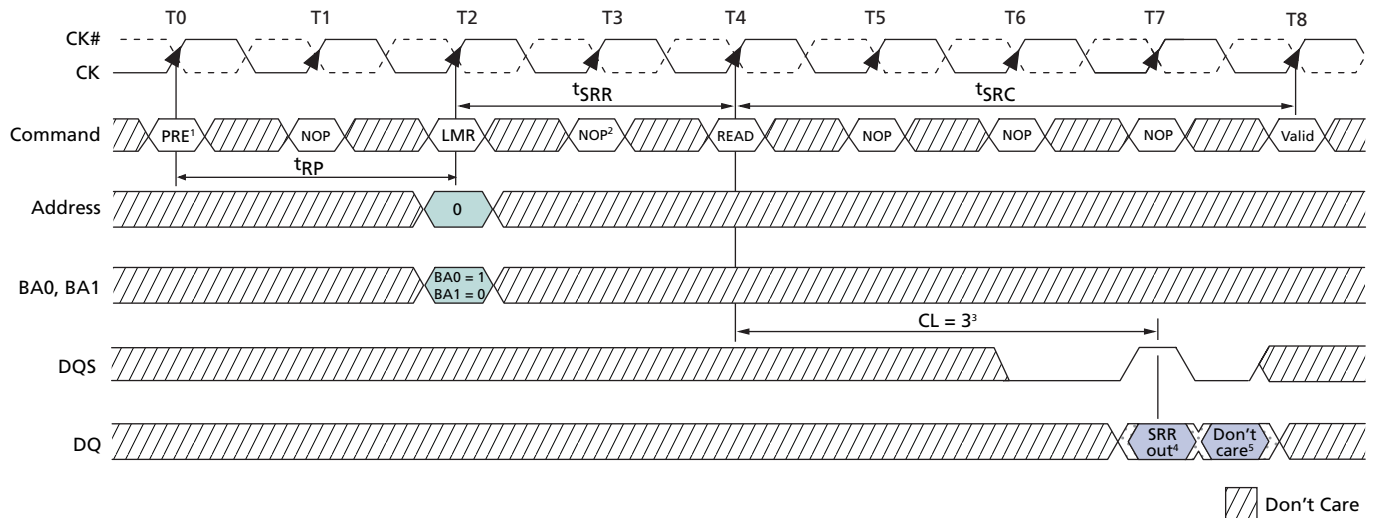 T0 T1 T2 T3 T4 T5 T6 T7 T8
CK#
CK
tSRR tSRC
Command PRE¹ NOP LMR NOP² READ NOP NOP NOP Valid
tRP
Address 0
BA0, BA1 BA0 = 1
BA1 = 0
CL = 3³
DQS
DQ SRR out⁴ Don't care⁵
Don't Care